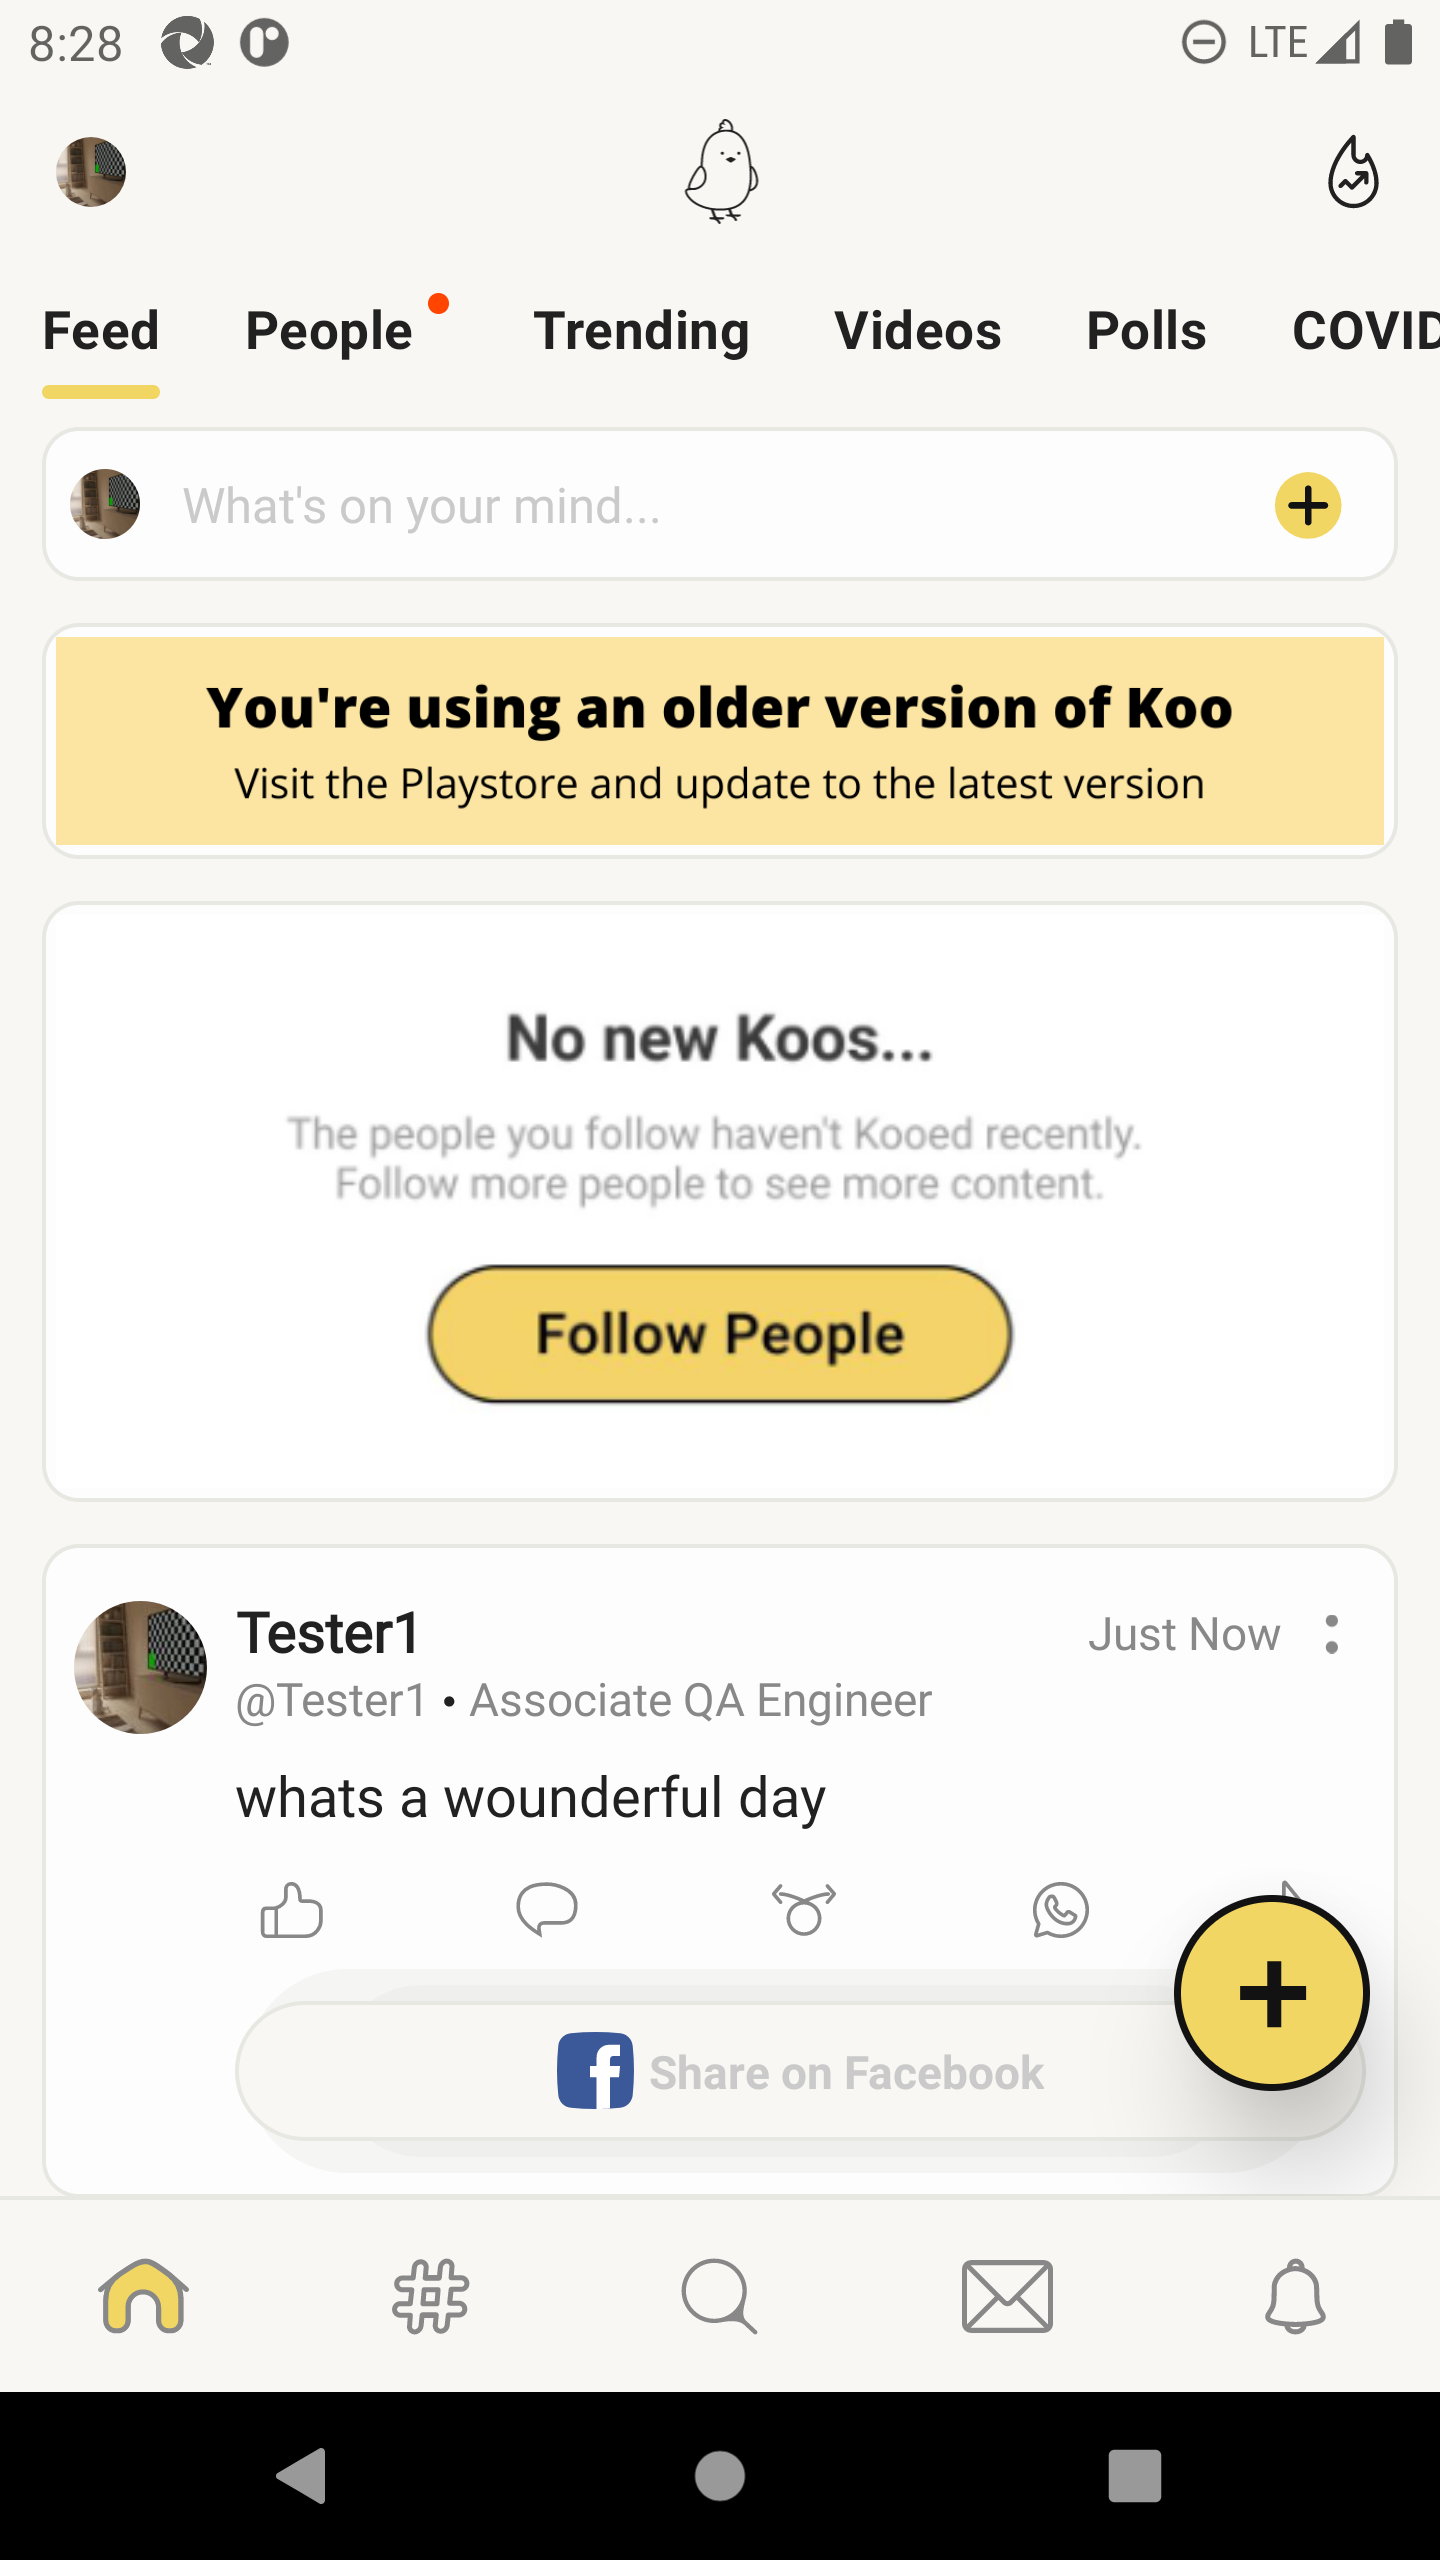 8:28
LTE
Feed People Trending Videos Polls COVID
What's on your mind...
You're using an older version of Koo
Visit the Playstore and update to the latest version
No new Koos...
The people you follow haven't Kooed recently.
Follow more people to see more content.
Follow People
Tester1 Just Now
@Tester1 • Associate QA Engineer
whats a wounderful day
Share on Facebook